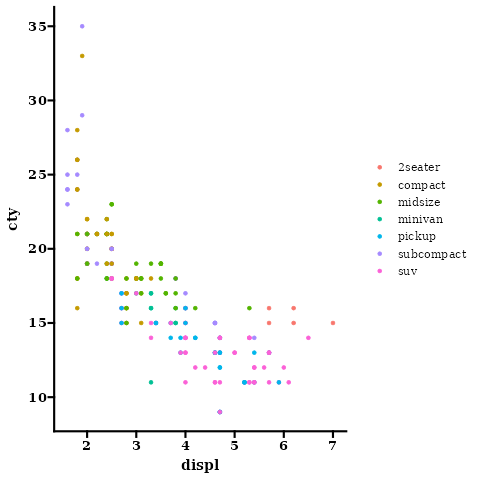 35
30
25
20
15
10
cty
2 3 4 5 6 7
displ
2seater
compact
midsize
minivan
pickup
subcompact
suv